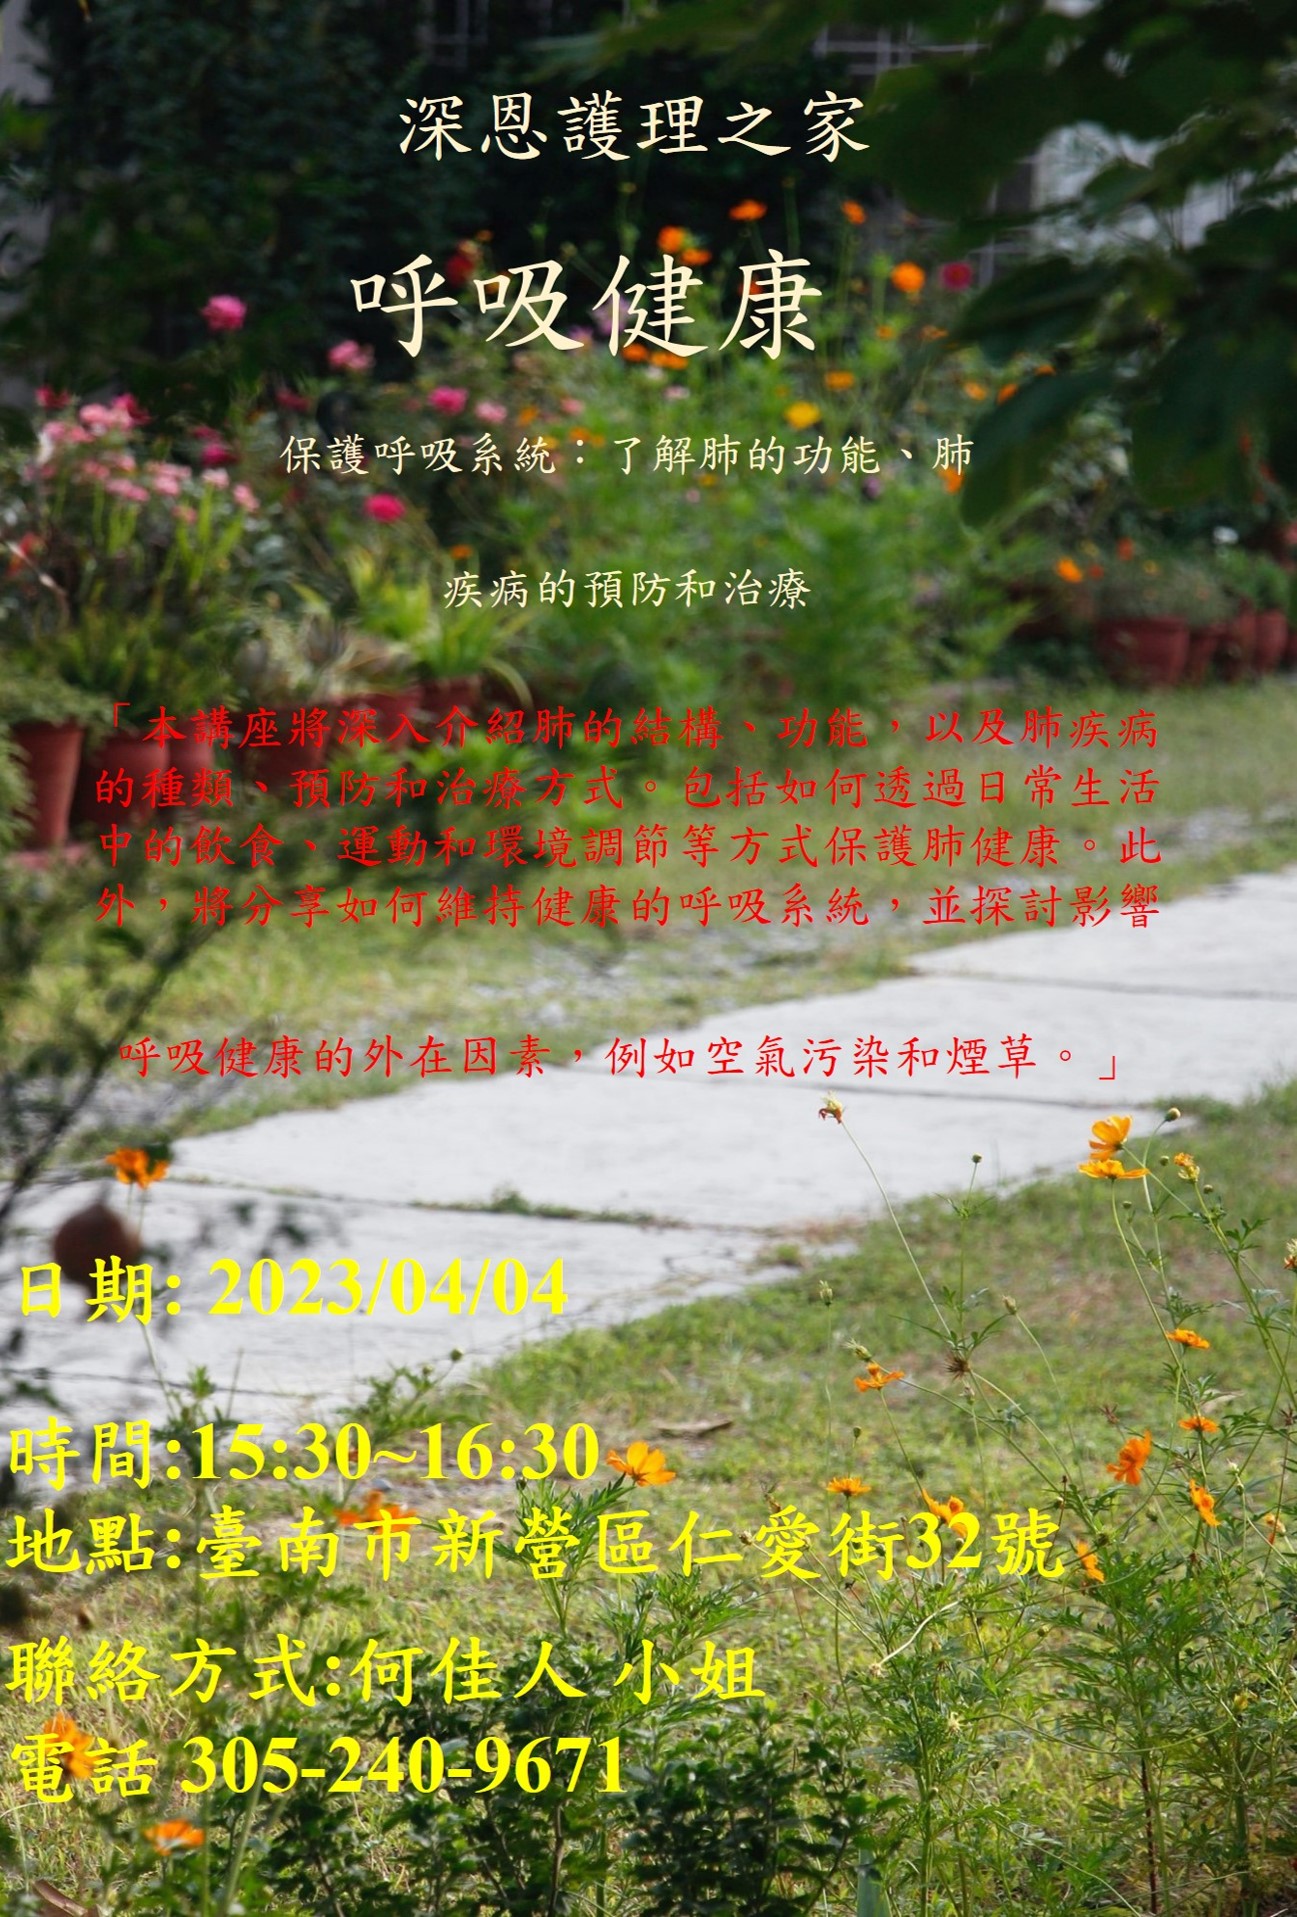 深恩護理之家
呼吸健康
保護呼吸系統：了解肺的功能、肺
疾病的預防和治療
「本講座將深入介紹肺的結構、功能，以及肺疾病
的種類、預防和治療方式。包括如何透過日常生活
中的飲食、運動和環境調節等方式保護肺健康。此
外，將分享如何維持健康的呼吸系統，並探討影響
呼吸健康的外在因素，例如空氣污染和煙草。」
日期: 2023/04/04
時間:15:30~16:30
地點:臺南市新營區仁愛街32號
聯絡方式:何佳人 小姐
電話 305-240-9671